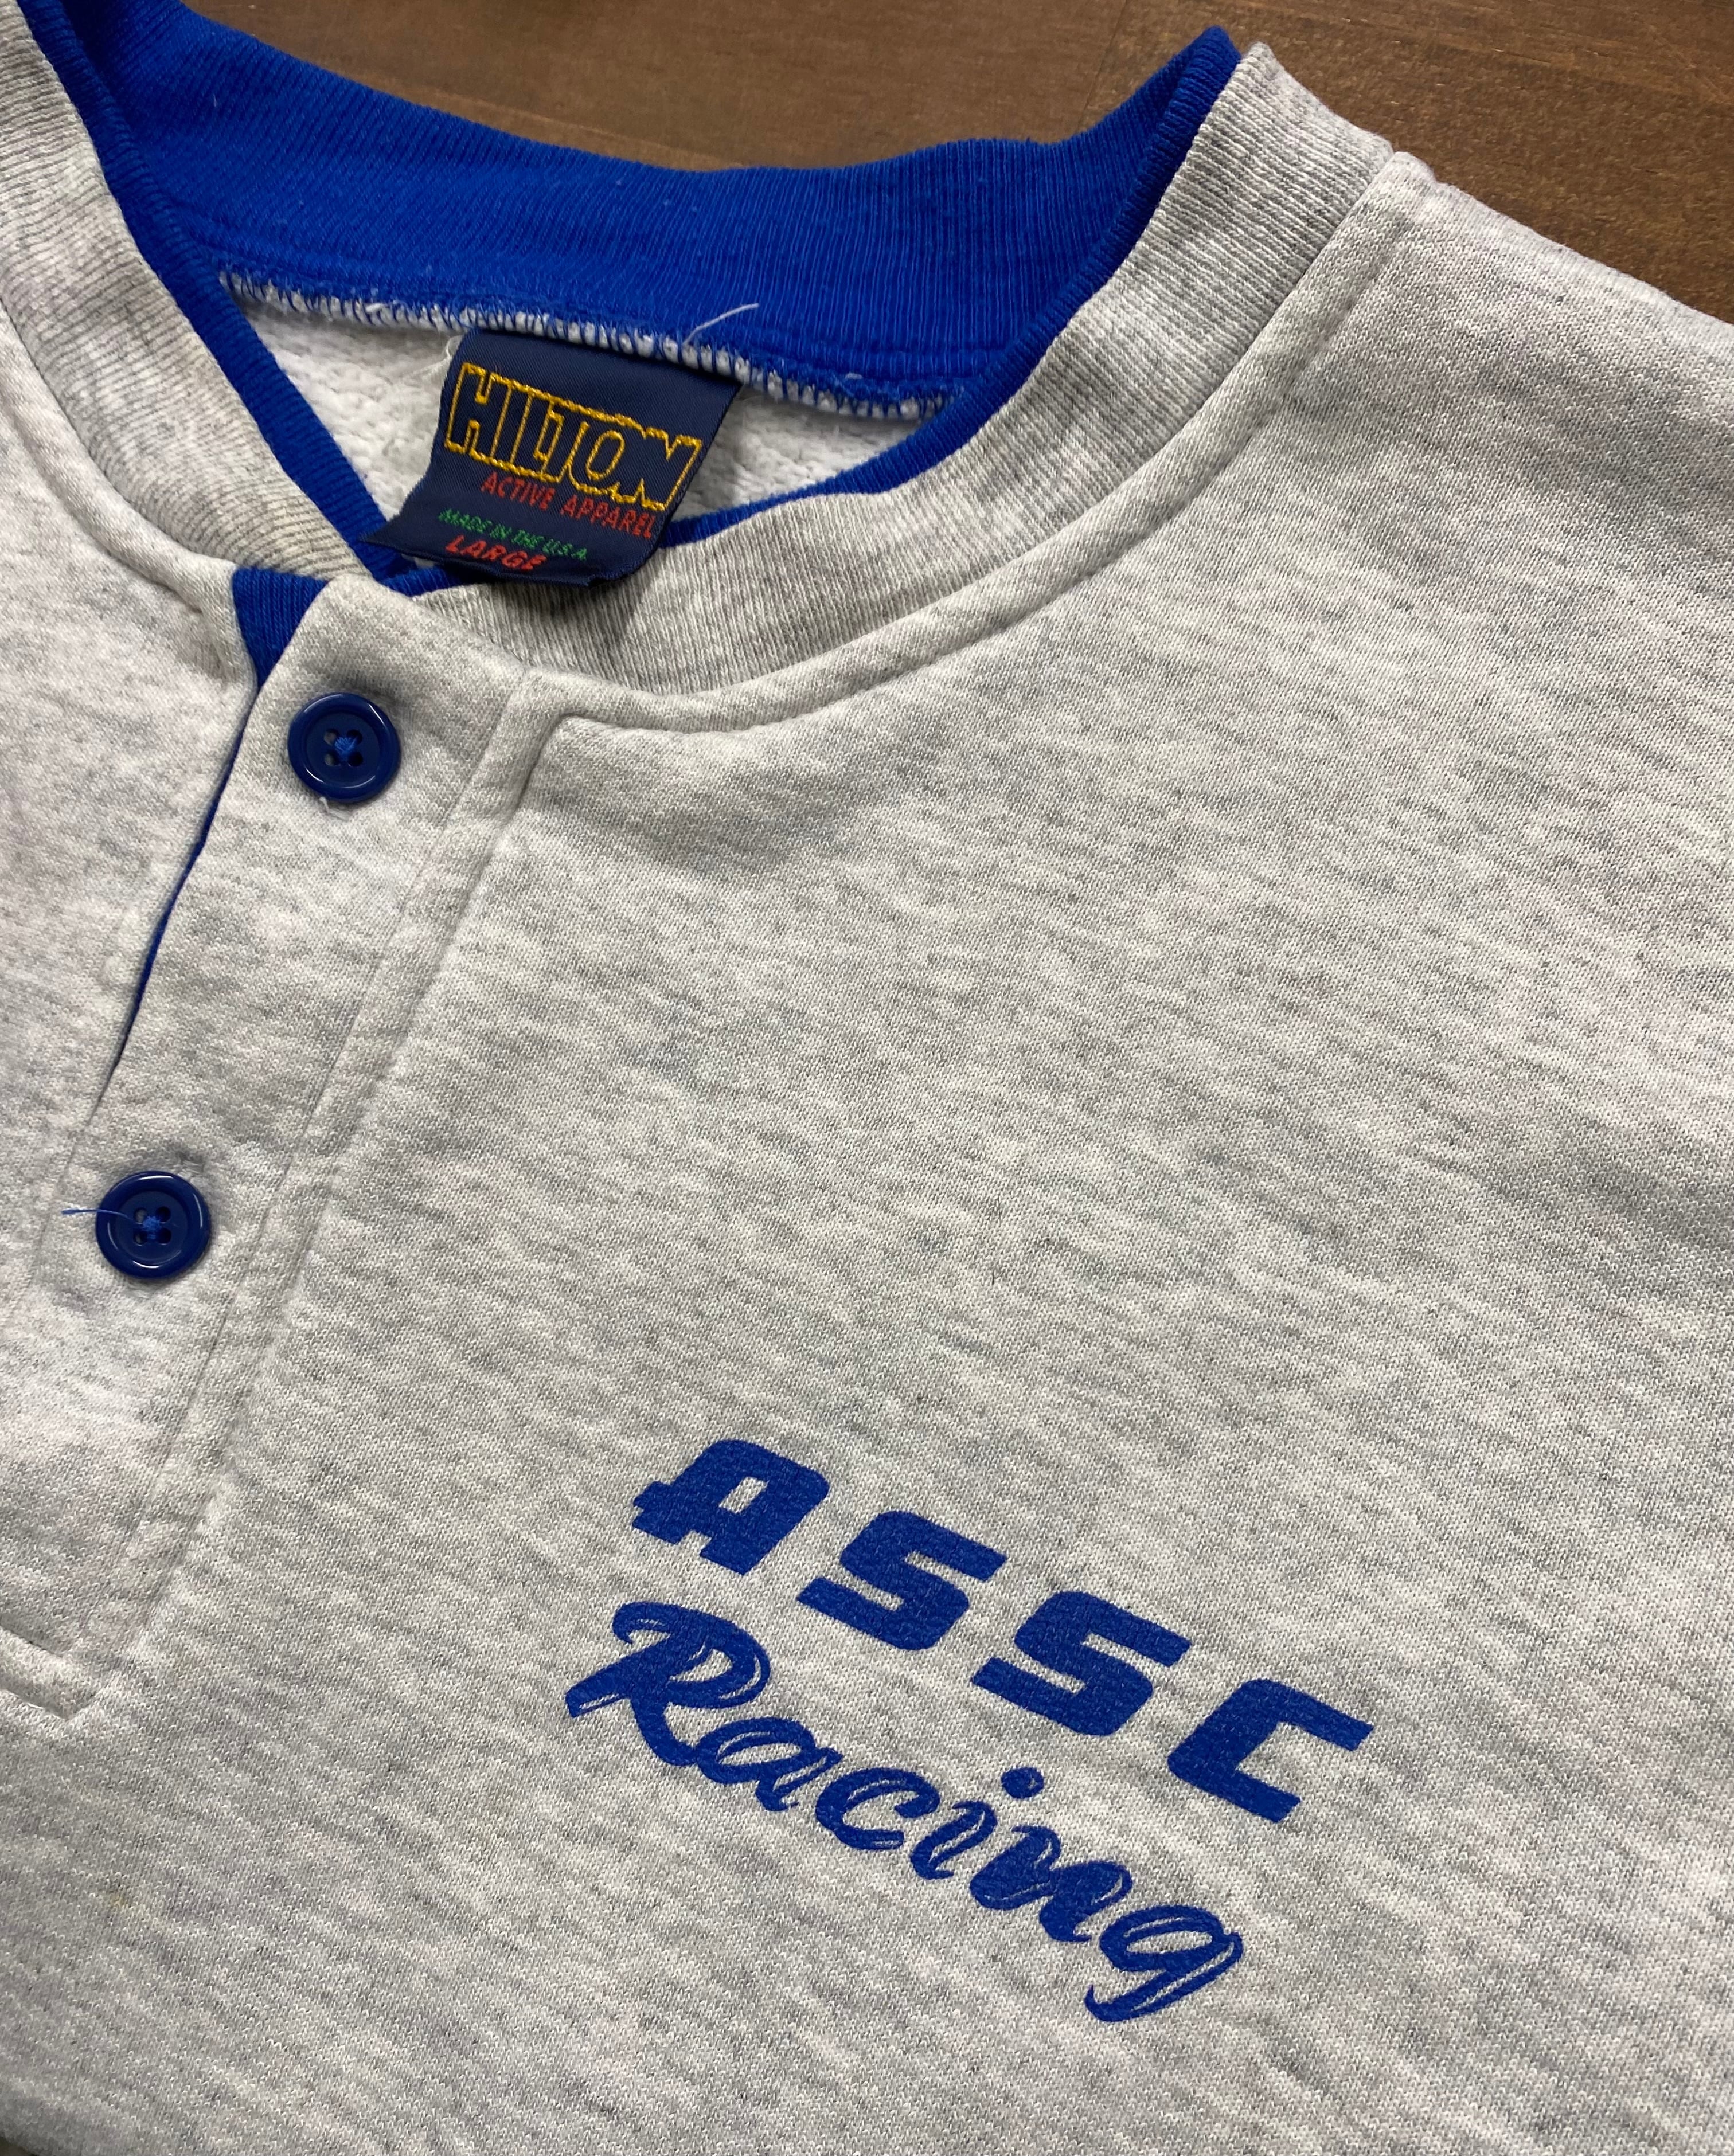 HILTON
ACTIVE APPAREL
MADE IN THE U.S.A.
LARGE
ASSC
Racing